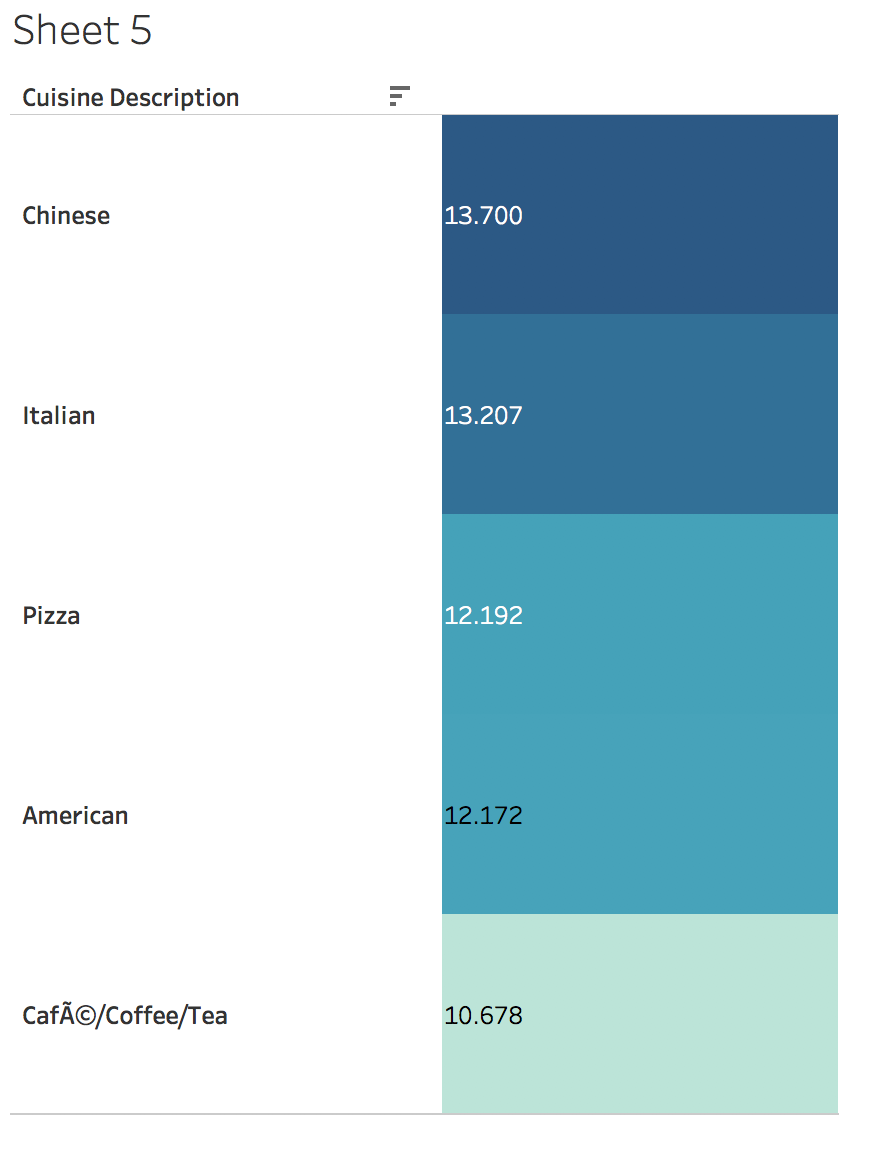 Sheet 5
Cuisine Description
Chinese 13.700
Italian 13.207
Pizza 12.192
American 12.172
CafÃ©/Coffee/Tea 10.678